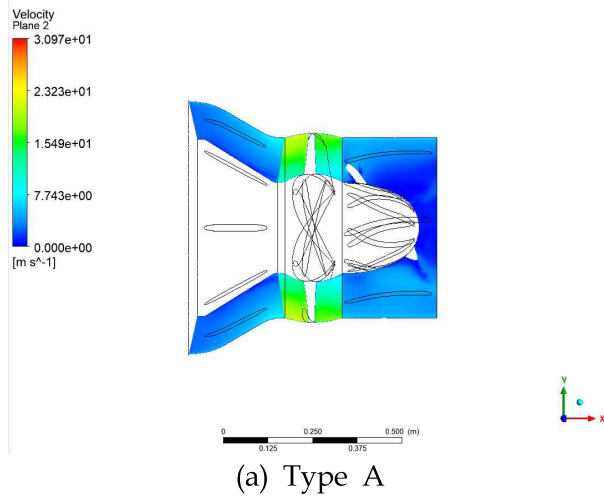 Velocity
Plane 2
3.097e+01
2.323e+01
1.549e+01
7.743e+00
0.000e+00
[m s^-1]
Y
X
0 0.250 0.500 (m)
0.125 0.375
(a) Type A